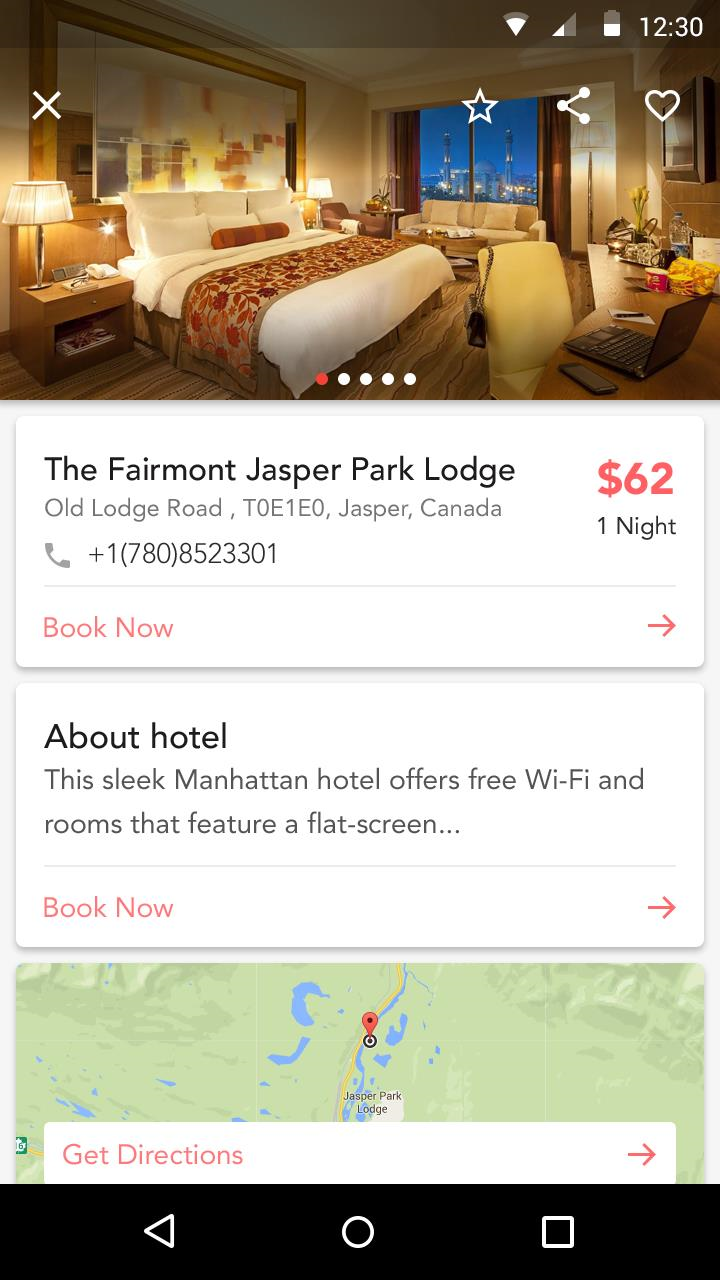 12:30
The Fairmont Jasper Park Lodge
$62
Old Lodge Road , T0E1E0, Jasper, Canada
1 Night
+1(780)8523301
Book Now
About hotel
This sleek Manhattan hotel offers free Wi-Fi and
rooms that feature a flat-screen...
Book Now
Jasper Park
Lodge
Get Directions